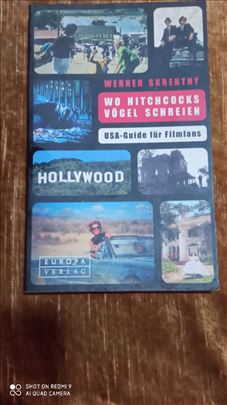 WERNER SKRENTNY
WO HITCHCOCKS
VÖGEL SCHREIEN
USA-Guide für Filmfans
HOLLYWOOD
EUROPA
VERLAG
SHOT ON REDMI 9
AI QUAD CAMERA